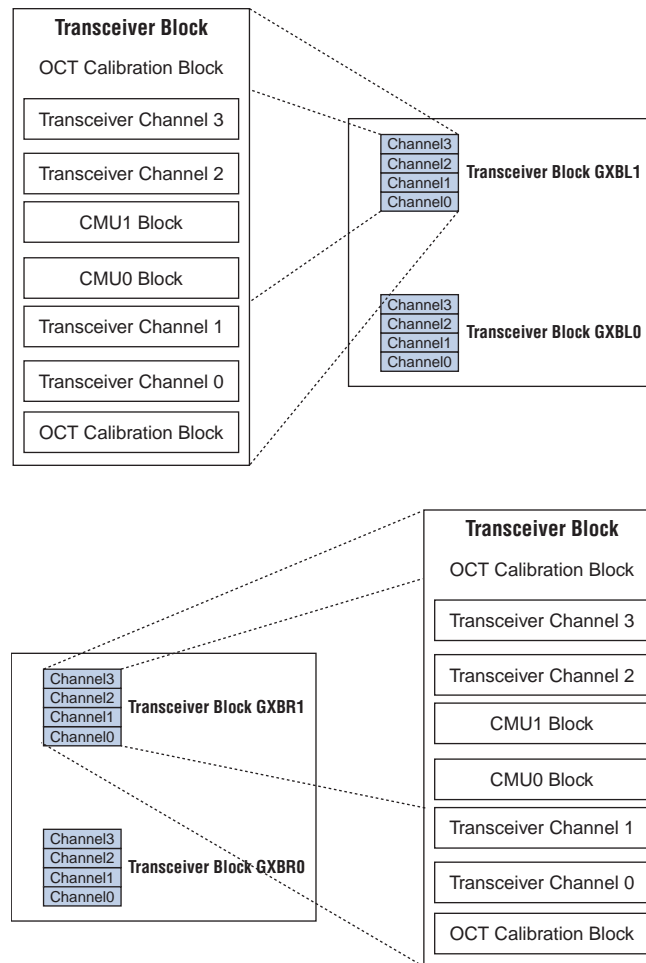 Transceiver Block
OCT Calibration Block
Transceiver Channel 3
Transceiver Channel 2
CMU1 Block
CMU0 Block
Transceiver Channel 1
Transceiver Channel 0
OCT Calibration Block
Channel3
Channel2
Channel1
Channel0
Transceiver Block GXBL1
Channel3
Channel2
Channel1
Channel0
Transceiver Block GXBL0
Channel3
Channel2
Channel1
Channel0
Transceiver Block GXBR1
Channel3
Channel2
Channel1
Channel0
Transceiver Block GXBR0
Transceiver Block
OCT Calibration Block
Transceiver Channel 3
Transceiver Channel 2
CMU1 Block
CMU0 Block
Transceiver Channel 1
Transceiver Channel 0
OCT Calibration Block